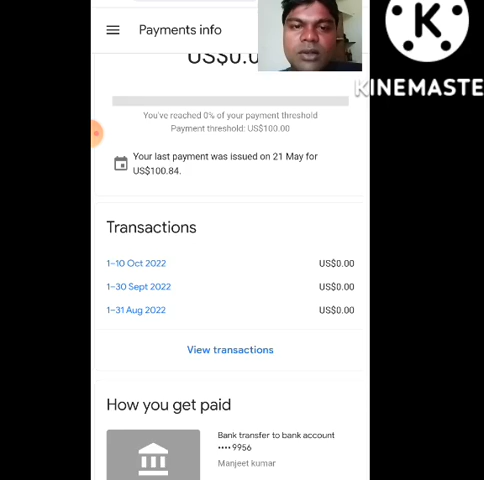 Payments info
K
KINEMASTE
US$0.0
You've reached 0% of your payment threshold
Payment threshold: US$100.00
Your last payment was issued on 21 May for
US$100.84.
Transactions
1–10 Oct 2022 US$0.00
1–30 Sept 2022 US$0.00
1–31 Aug 2022 US$0.00
View transactions
How you get paid
Bank transfer to bank account
•••• 9956
Manjeet kumar